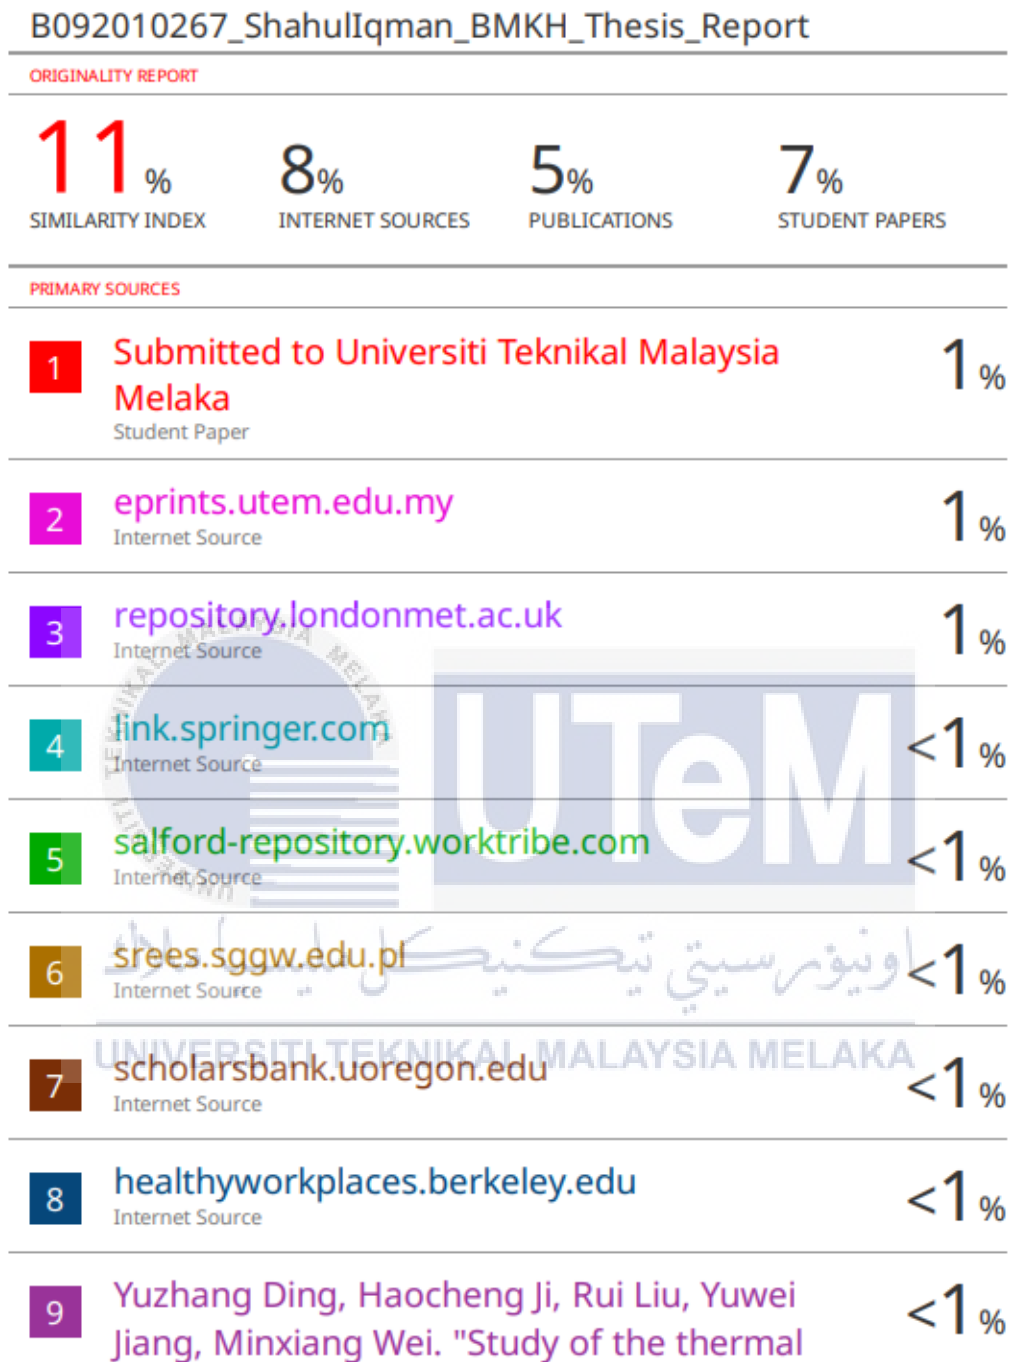 B092010267_ShahulIqman_BMKH_Thesis_Report
ORIGINALITY REPORT
11% 8% 5% 7%
SIMILARITY INDEX INTERNET SOURCES PUBLICATIONS STUDENT PAPERS
PRIMARY SOURCES
1 Submitted to Universiti Teknikal Malaysia 1%
Melaka
Student Paper
2 eprints.utem.edu.my 1%
Internet Source
3 repository.londonmet.ac.uk 1%
Internet Source
4 link.springer.com <1%
Internet Source
UTeM
5 salford-repository.worktribe.com <1%
Internet Source
6 srees.sggw.edu.pl <1%
Internet Source
اونيۏرسيتي تيكنيكل مليسيا ملاك
UNIVERSITI TEKNIKAL MALAYSIA MELAKA
7 scholarsbank.uoregon.edu <1%
Internet Source
8 healthyworkplaces.berkeley.edu <1%
Internet Source
9 Yuzhang Ding, Haocheng Ji, Rui Liu, Yuwei <1%
Jiang, Minxiang Wei. "Study of the thermal